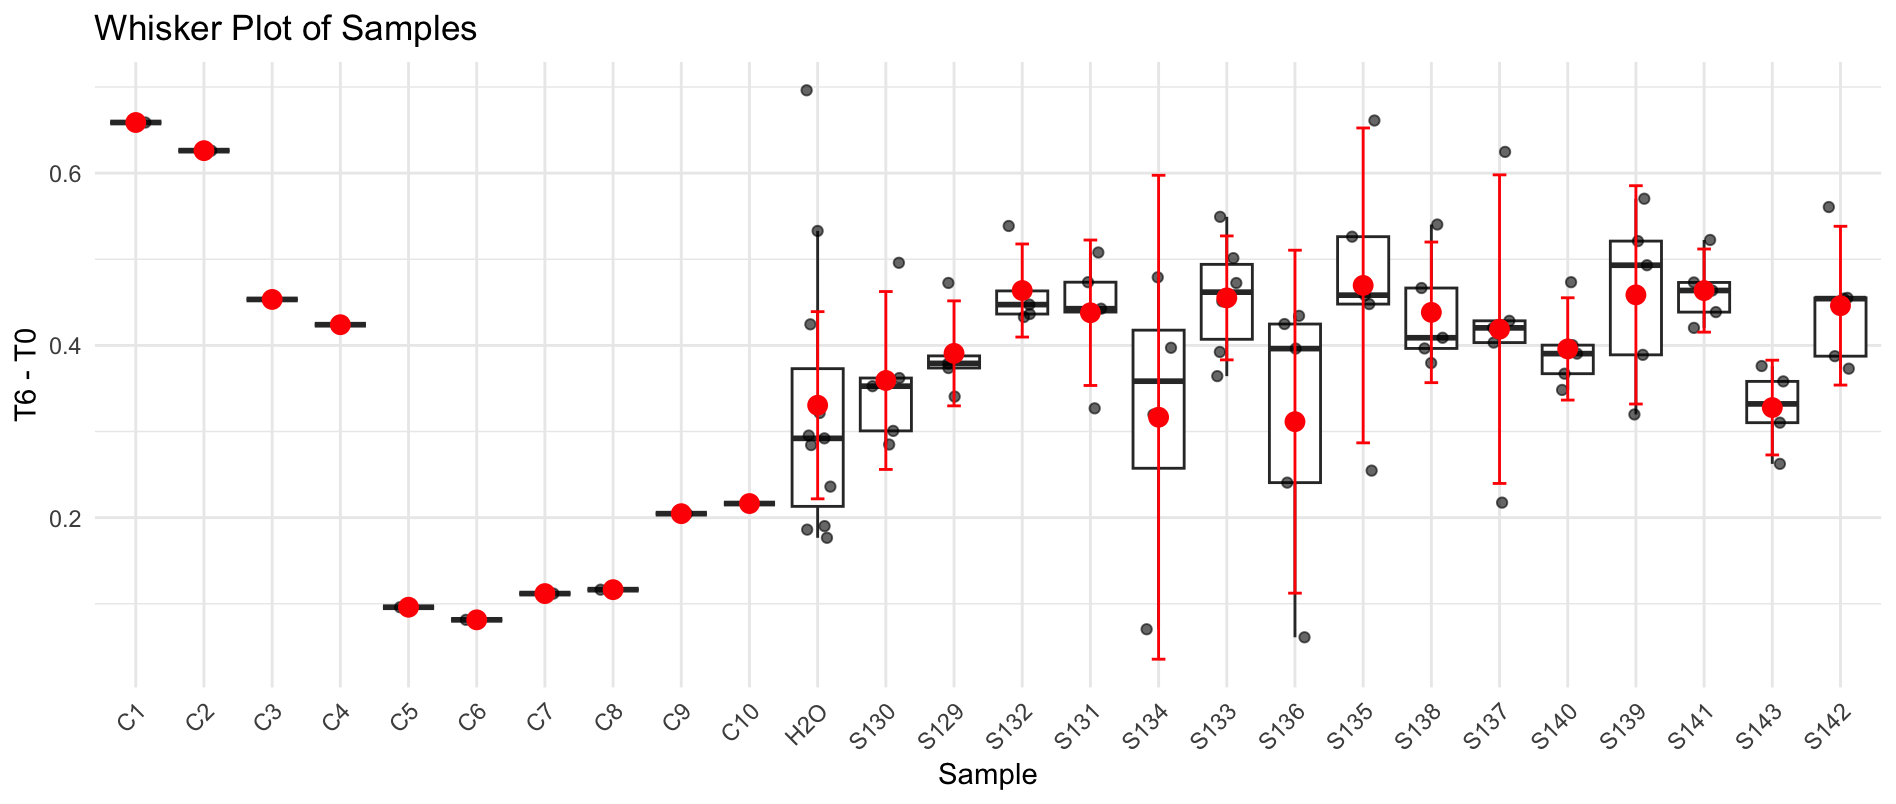 Whisker Plot of Samples
T6 - T0
0.6
0.4
0.2
C1 C2 C3 C4 C5 C6 C7 C8 C9 C10 H2O S130 S129 S132 S131 S134 S133 S136 S135 S138 S137 S140 S139 S141 S143 S142
Sample